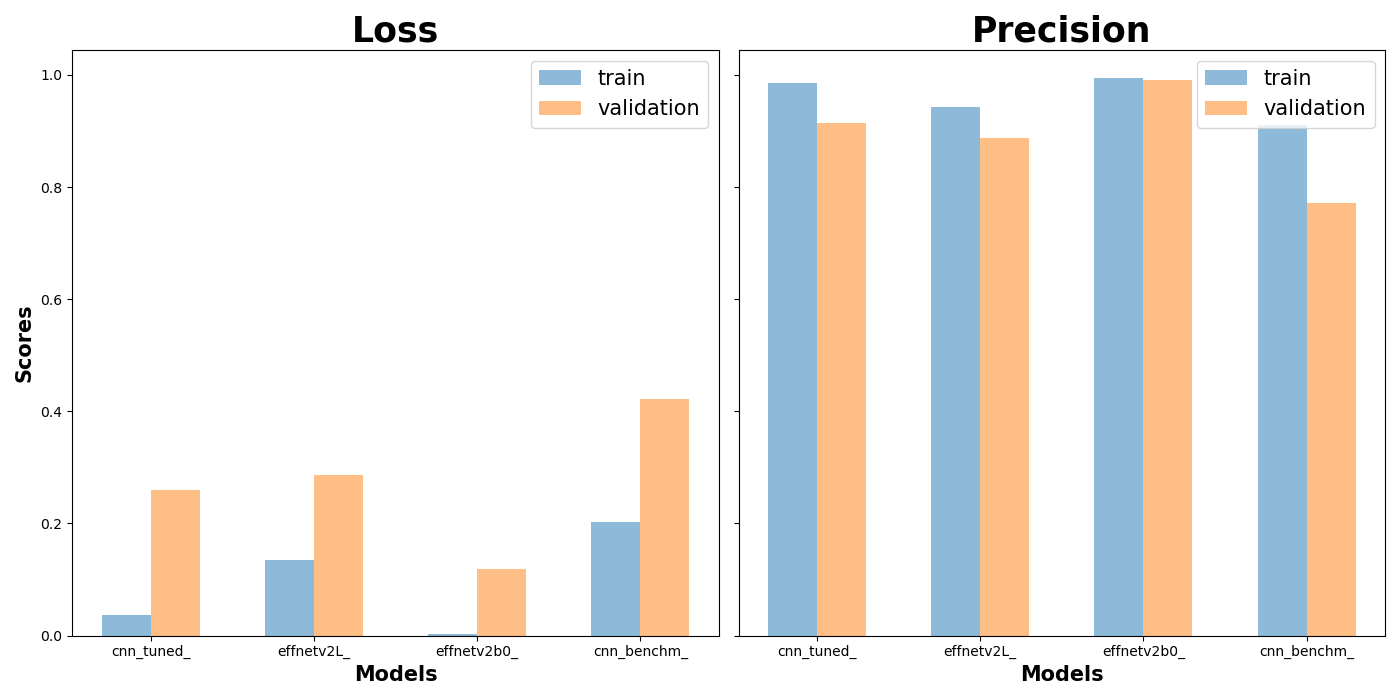 Loss
train
validation
1.0
0.8
0.6
0.4
0.2
0.0
Scores
cnn_tuned_
effnetv2L_
effnetv2b0_
cnn_benchm_
Models
Precision
train
validation
cnn_tuned_
effnetv2L_
effnetv2b0_
cnn_benchm_
Models